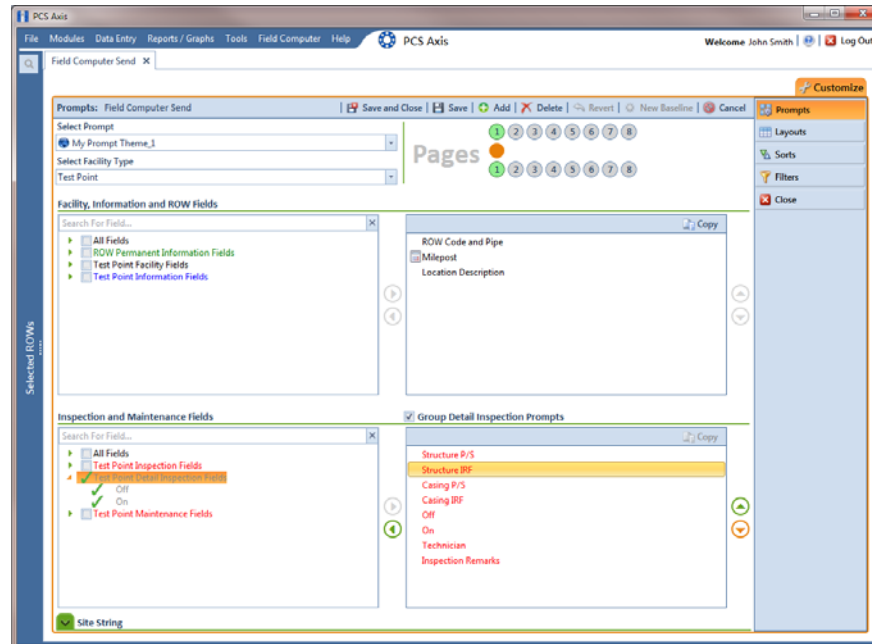 PCS Axis
File Modules Data Entry Reports / Graphs Tools Field Computer Help PCS Axis Welcome John Smith | | Log Out
Field Computer Send X
Customize
Prompts: Field Computer Send | Save and Close | Save | Add | Delete | Revert | New Baseline | Cancel
Prompts
Layouts
Sorts
Filters
Close
Select Prompt
My Prompt Theme_1
Select Facility Type
Test Point
Pages
1 2 3 4 5 6 7 8
1 2 3 4 5 6 7 8
Facility, Information and ROW Fields
Search For Field...
All Fields
ROW Permanent Information Fields
Test Point Facility Fields
Test Point Information Fields
Copy
ROW Code and Pipe
Milepost
Location Description
Selected ROWs
Inspection and Maintenance Fields
Search For Field...
All Fields
Test Point Inspection Fields
Test Point Detail Inspection Fields
Off
On
Test Point Maintenance Fields
Group Detail Inspection Prompts
Copy
Structure P/S
Structure IRF
Casing P/S
Casing IRF
Off
On
Technician
Inspection Remarks
Site String